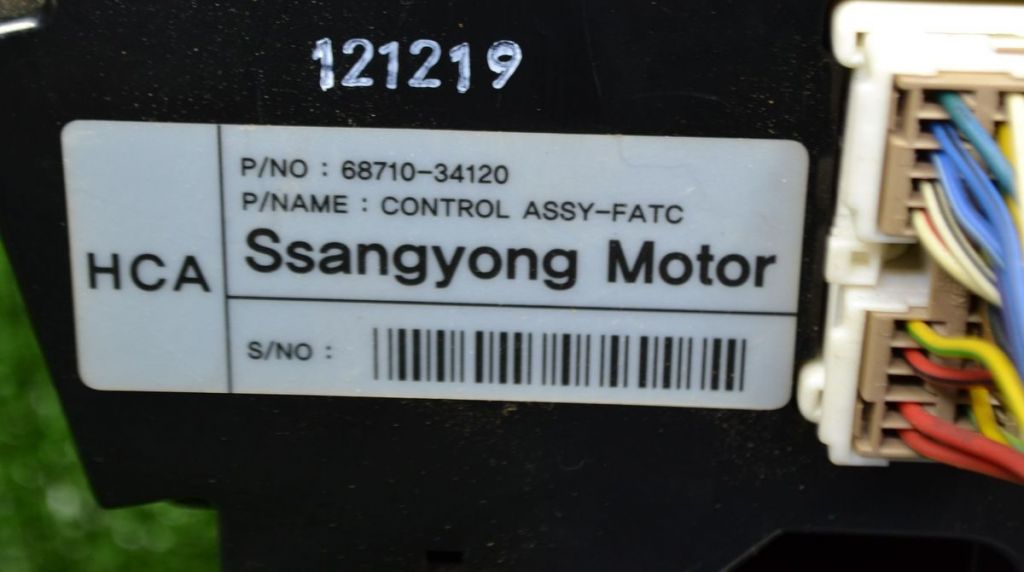 121219
P/NO : 68710-34120
P/NAME : CONTROL ASSY-FATC
HCA
Ssangyong Motor
S/NO :